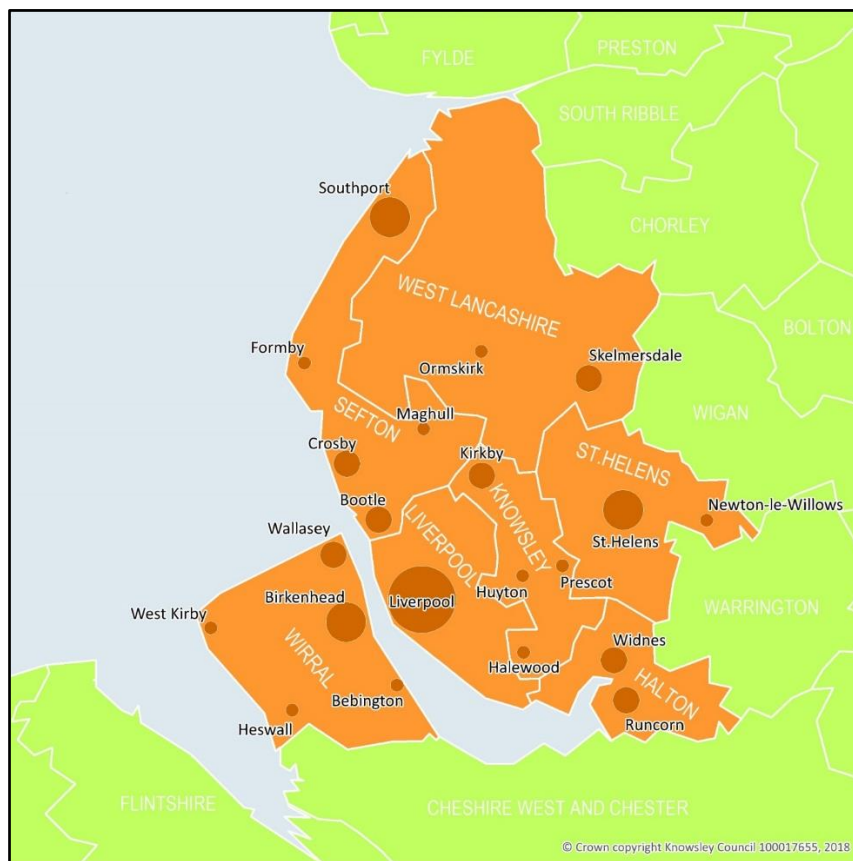 FYLDE
PRESTON
SOUTH RIBBLE
CHORLEY
Southport
WEST LANCASHIRE
BOLTON
Formby
Ormskirk
Skelmersdale
WIGAN
SEFTON
Maghull
Crosby
Kirkby
ST.HELENS
Bootle
KNOWSLEY
Newton-le-Willows
Wallasey
LIVERPOOL
St.Helens
Birkenhead
Liverpool
Huyton
Prescot
WARRINGTON
West Kirby
WIRRAL
Halewood
Widnes
HALTON
Bebington
Runcorn
Heswall
FLINTSHIRE
CHESHIRE WEST AND CHESTER
© Crown copyright Knowsley Council 100017655, 2018